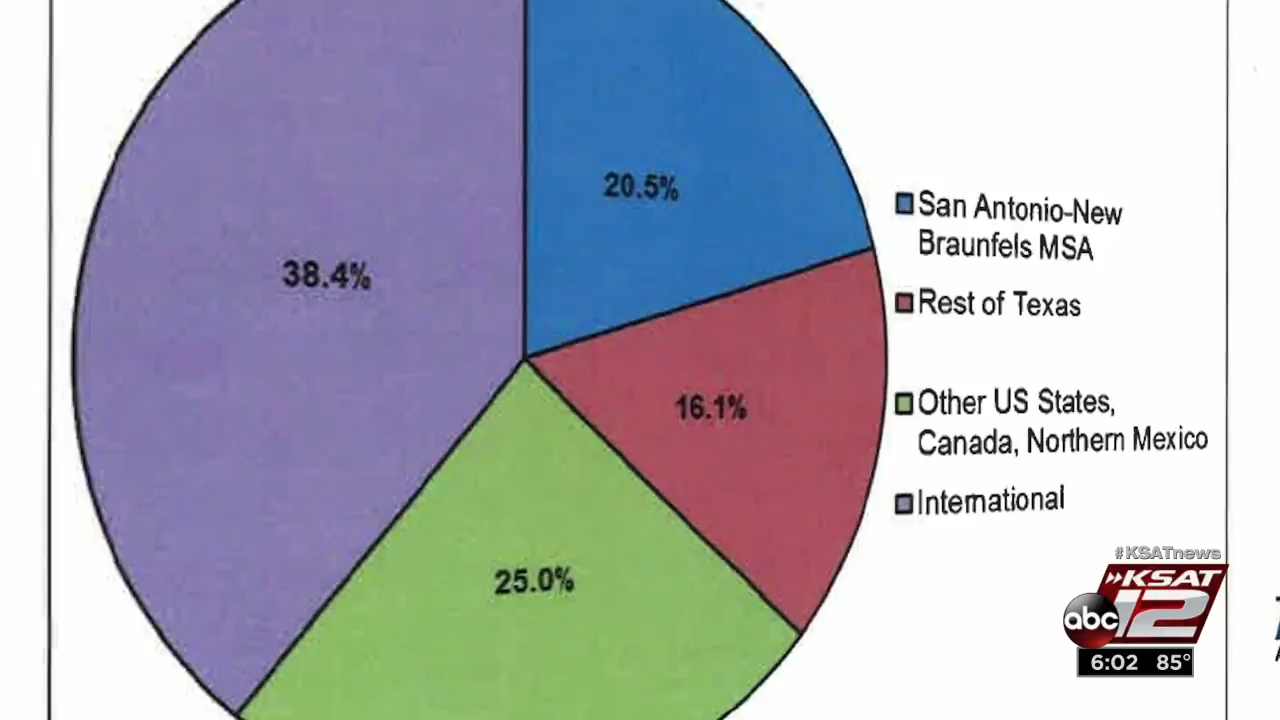 20.5%
38.4%
16.1%
25.0%
San Antonio-New
Braunfels MSA
Rest of Texas
Other US States,
Canada, Northern Mexico
International
#KSATnews
KSAT
abc 12
6:02 85°